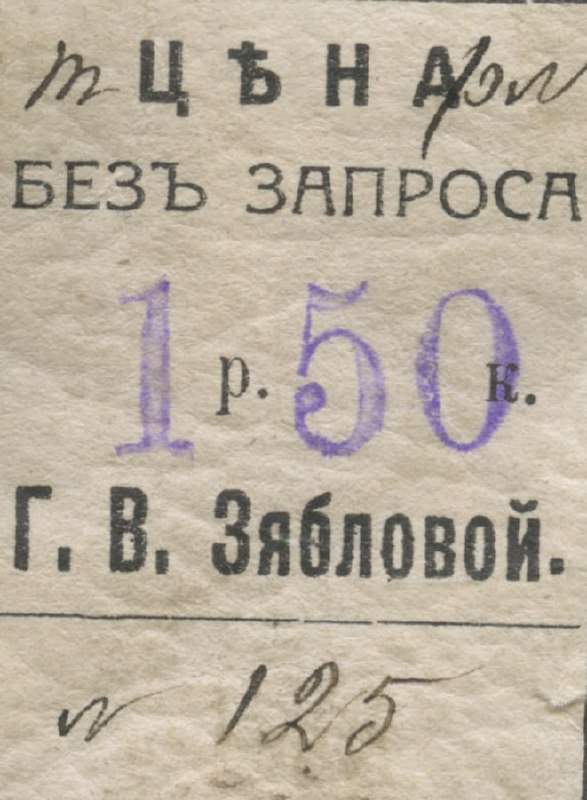 ЦѢНА
БЕЗЪ ЗАПРОСА
1 р. 50 к.
Г. В. Зябловой.
№ 125